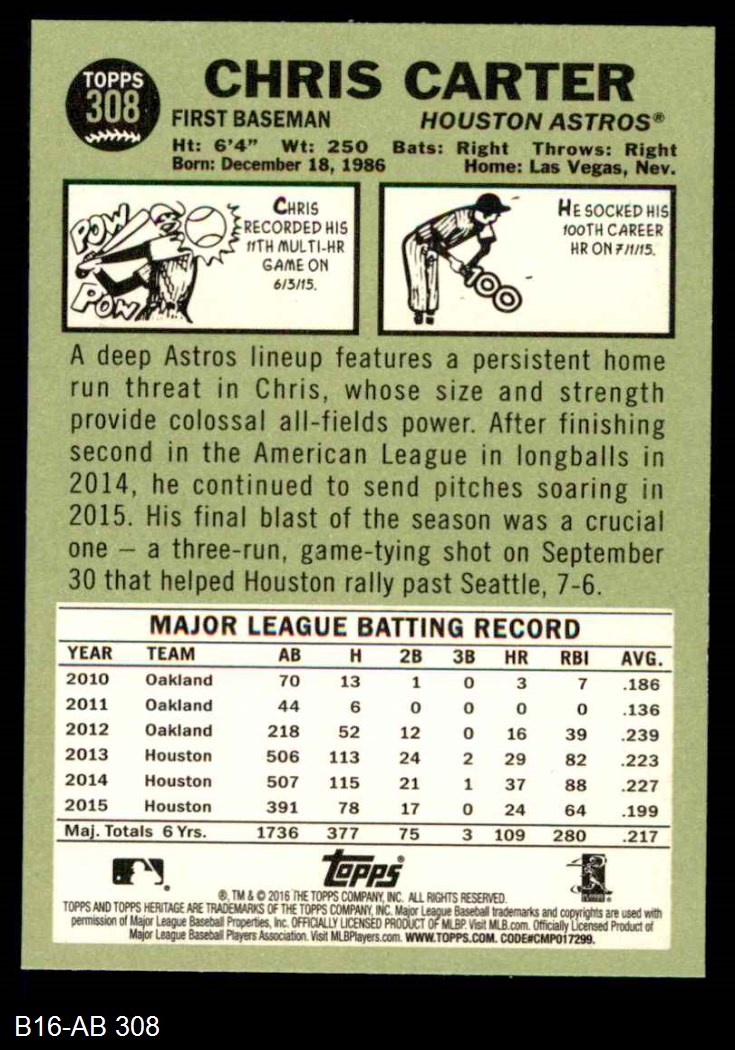 TOPPS
308
CHRIS CARTER
FIRST BASEMAN HOUSTON ASTROS®
Ht: 6'4" Wt: 250 Bats: Right Throws: Right
Born: December 18, 1986 Home: Las Vegas, Nev.
POW
POW
CHRIS
RECORDED HIS
11TH MULTI-HR
GAME ON
6/3/15.
HE SOCKED HIS
100TH CAREER
HR ON 7/1/15.
100
A deep Astros lineup features a persistent home
run threat in Chris, whose size and strength
provide colossal all-fields power. After finishing
second in the American League in longballs in
2014, he continued to send pitches soaring in
2015. His final blast of the season was a crucial
one – a three-run, game-tying shot on September
30 that helped Houston rally past Seattle, 7-6.
MAJOR LEAGUE BATTING RECORD
YEAR TEAM AB H 2B 3B HR RBI AVG.
2010 Oakland 70 13 1 0 3 7 .186
2011 Oakland 44 6 0 0 0 0 .136
2012 Oakland 218 52 12 0 16 39 .239
2013 Houston 506 113 24 2 29 82 .223
2014 Houston 507 115 21 1 37 88 .227
2015 Houston 391 78 17 0 24 64 .199
Maj. Totals 6 Yrs. 1736 377 75 3 109 280 .217
topps®
®, TM & © 2016 THE TOPPS COMPANY, INC. ALL RIGHTS RESERVED.
TOPPS AND TOPPS HERITAGE ARE TRADEMARKS OF THE TOPPS COMPANY, INC. Major League Baseball trademarks and copyrights are used with
permission of Major League Baseball Properties, Inc. OFFICIALLY LICENSED PRODUCT OF MLBP. Visit MLB.com. Officially Licensed Product of
Major League Baseball Players Association. Visit MLBPlayers.com. WWW.TOPPS.COM. CODE#CMP017299.
B16-AB 308